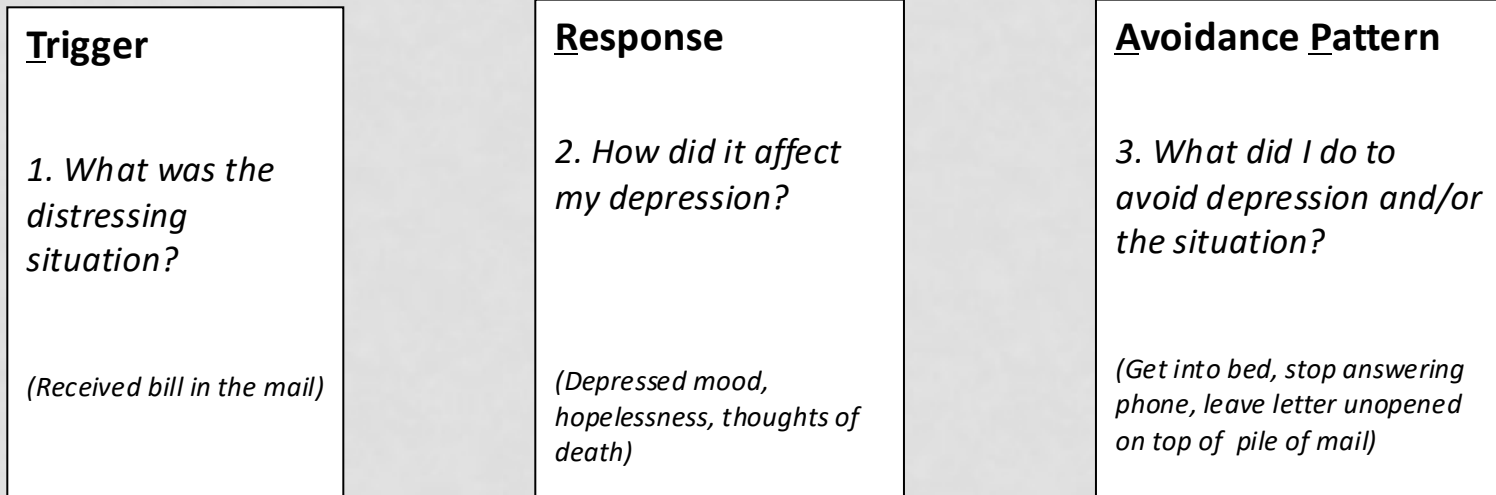 Trigger
1. What was the
distressing
situation?
(Received bill in the mail)
Response
2. How did it affect
my depression?
(Depressed mood,
hopelessness, thoughts of
death)
Avoidance Pattern
3. What did I do to
avoid depression and/or
the situation?
(Get into bed, stop answering
phone, leave letter unopened
on top of pile of mail)